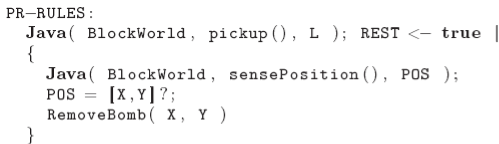 PR-RULES:
Java( BlockWorld, pickup(), L ); REST <- true |
{
Java( BlockWorld, sensePosition(), POS );
POS = [X,Y]?;
RemoveBomb( X, Y )
}